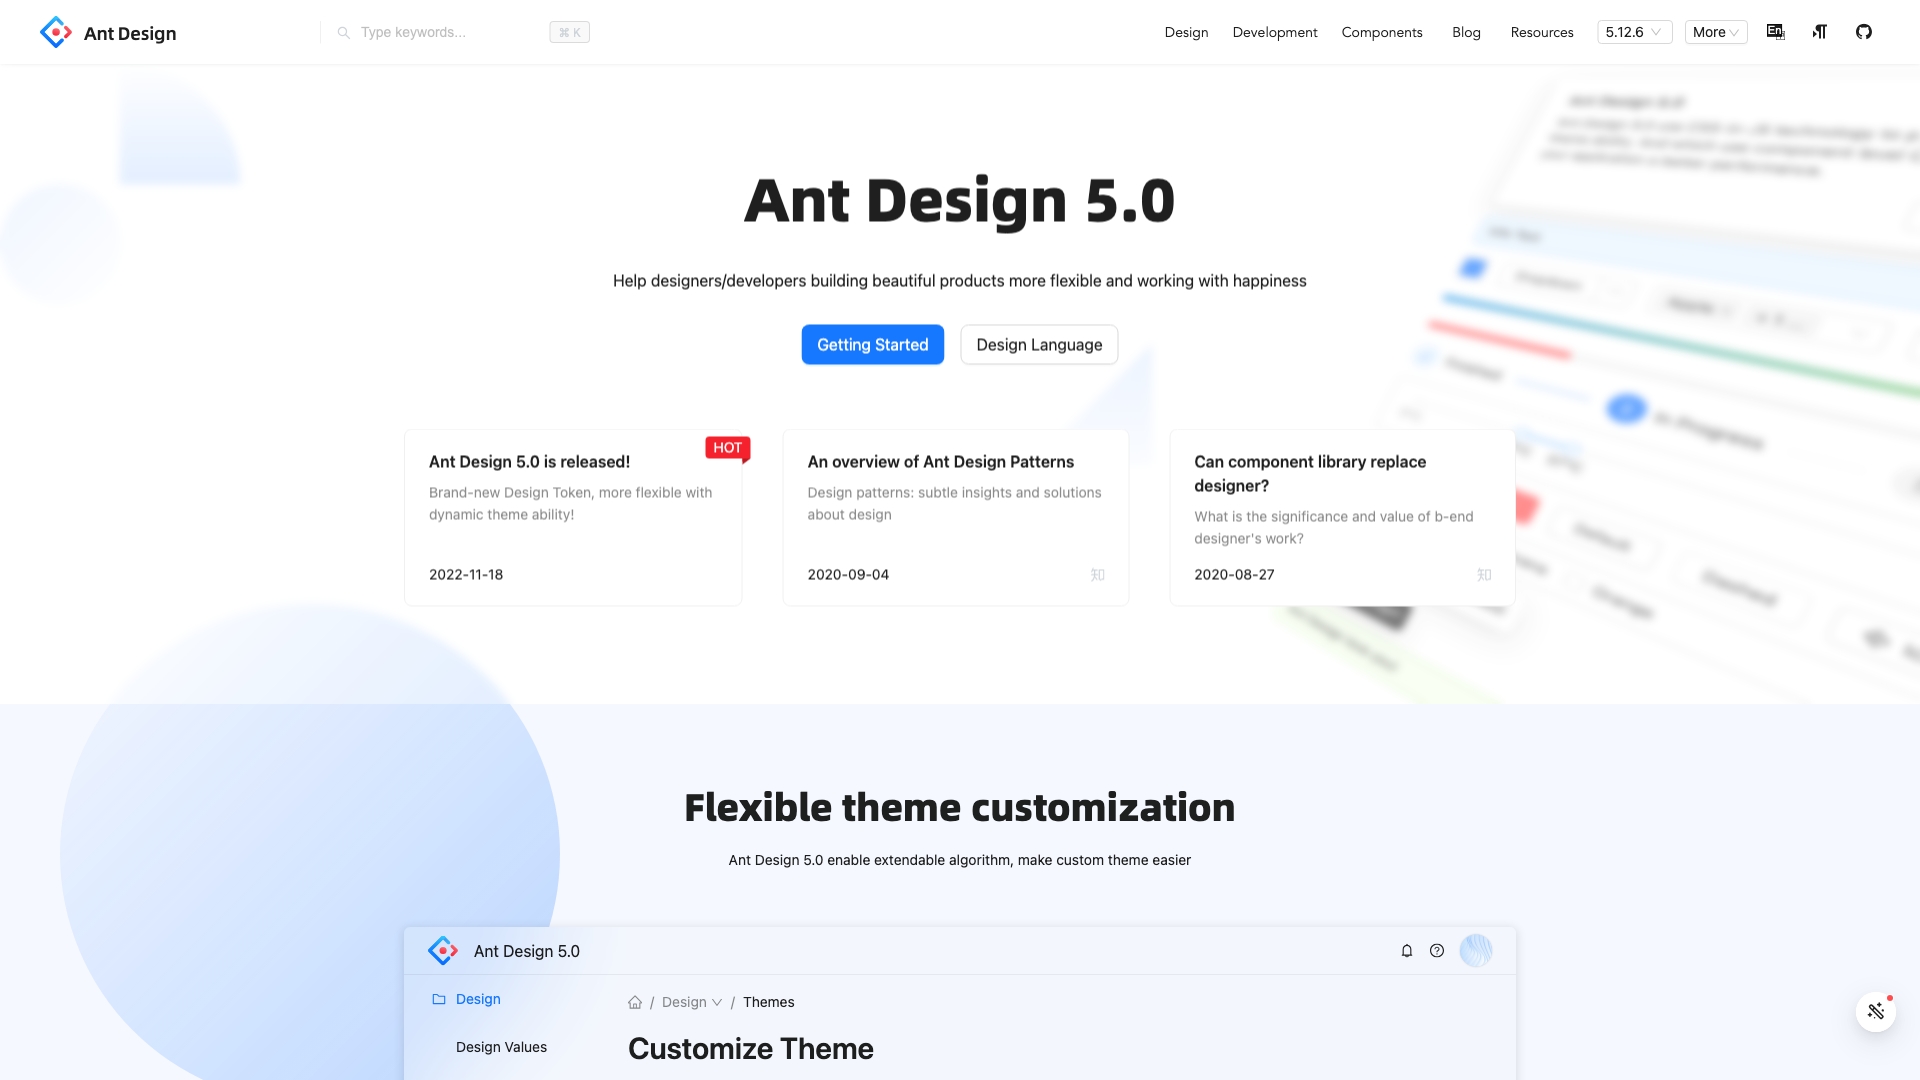 Ant Design
Type keywords...
⌘ K
Design
Development
Components
Blog
Resources
5.12.6
More
En
Ant Design 5.0
Help designers/developers building beautiful products more flexible and working with happiness
Getting Started
Design Language
HOT
Ant Design 5.0 is released!
Brand-new Design Token, more flexible with
dynamic theme ability!
2022-11-18
An overview of Ant Design Patterns
Design patterns: subtle insights and solutions
about design
2020-09-04
知
Can component library replace
designer?
What is the significance and value of b-end
designer's work?
2020-08-27
知
Flexible theme customization
Ant Design 5.0 enable extendable algorithm, make custom theme easier
Ant Design 5.0
Design
/ Design / Themes
Design Values
Customize Theme